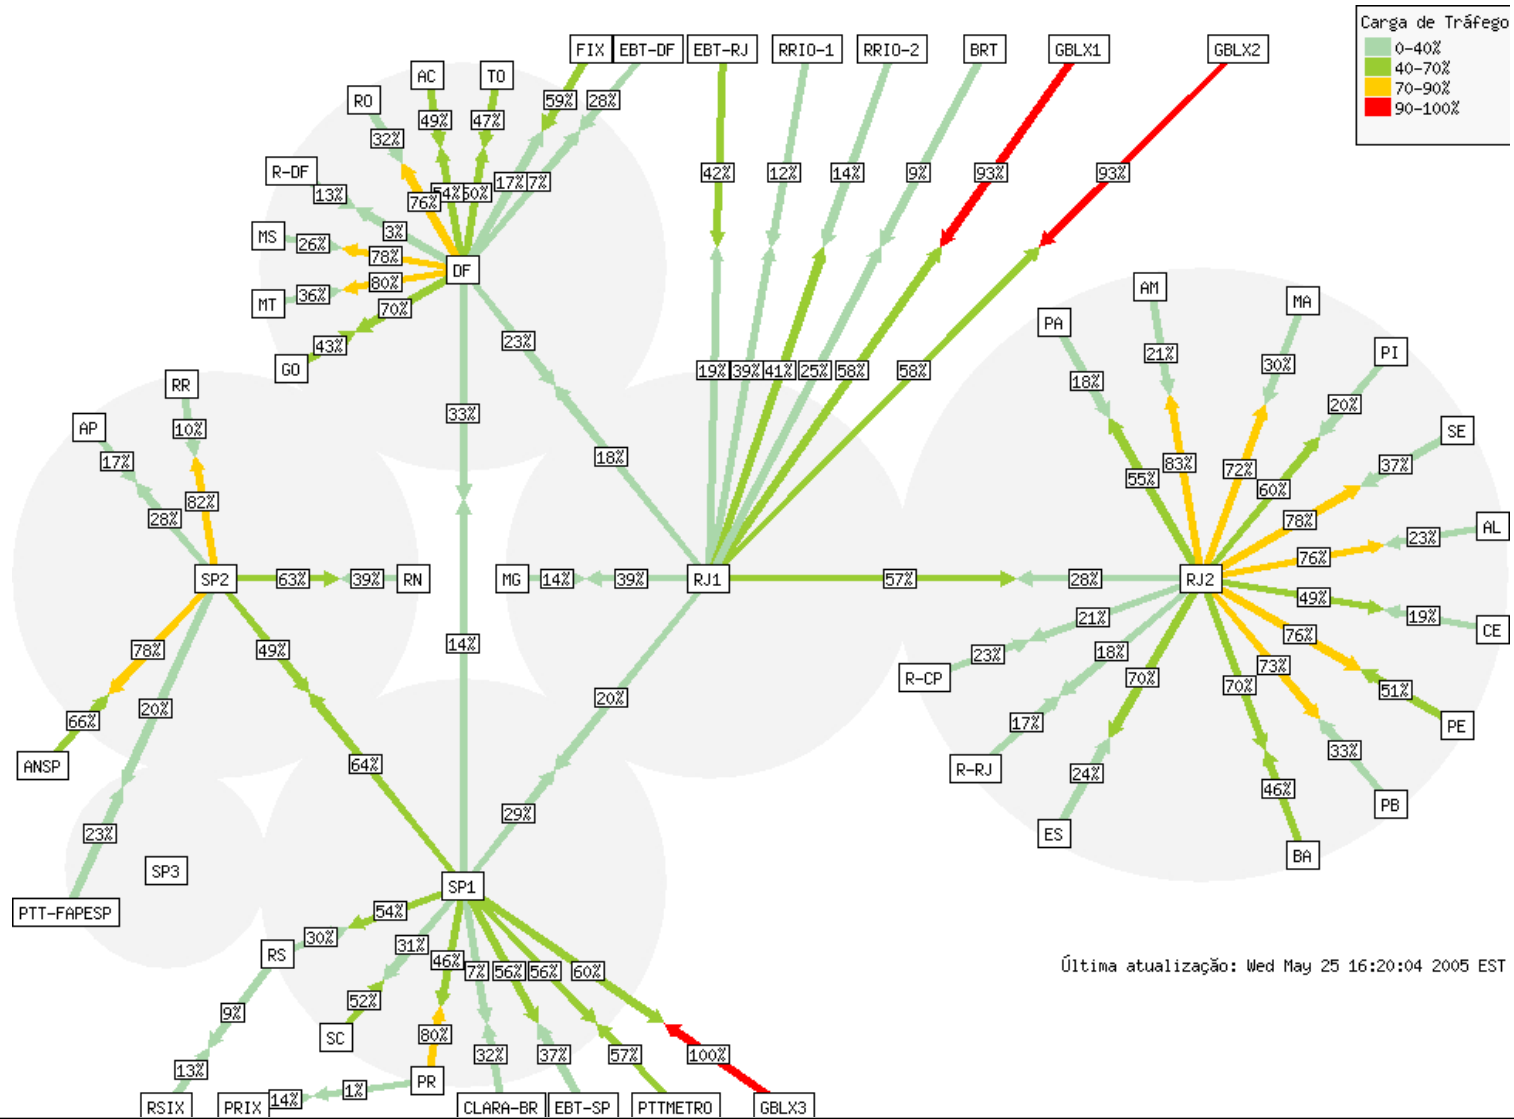 Carga de Tráfego
0-40%
40-70%
70-90%
90-100%
FIX EBT-DF EBT-RJ RRIO-1 RRIO-2 BRT GBLX1 GBLX2
AC TO
RO
59% 28%
49% 47%
32%
R-DF
42% 12% 14% 9% 93% 93%
13%
54% 50% 17% 7%
76%
3%
MS 26% 78%
DF
80%
MT 36%
70%
43%
GO
23%
19% 39% 41% 25% 58% 58%
33%
18%
RR
AP
10%
17%
82%
28%
SP2 63% 39% RN
MG 14% 39% RJ1 57% 28% RJ2
AM
MA
PA
PI
21%
30%
18%
20%
SE
83%
72%
37%
55%
60%
78%
AL
76% 23%
49%
19%
CE
21%
76%
18%
23%
73%
R-CP
70%
70%
51%
17%
PE
33%
R-RJ
24%
46%
PB
ES
BA
14%
49%
78%
20%
20%
66%
ANSP
64%
29%
23%
SP3
SP1
PTT-FAPESP
54%
30%
RS
31%
46%
7% 56% 56% 60%
52%
9%
SC
80%
32% 37% 57% 100%
13%
PR
1%
14%
RSIX PRIX CLARA-BR EBT-SP PTTMETRO GBLX3
Última atualização: Wed May 25 16:20:04 2005 EST